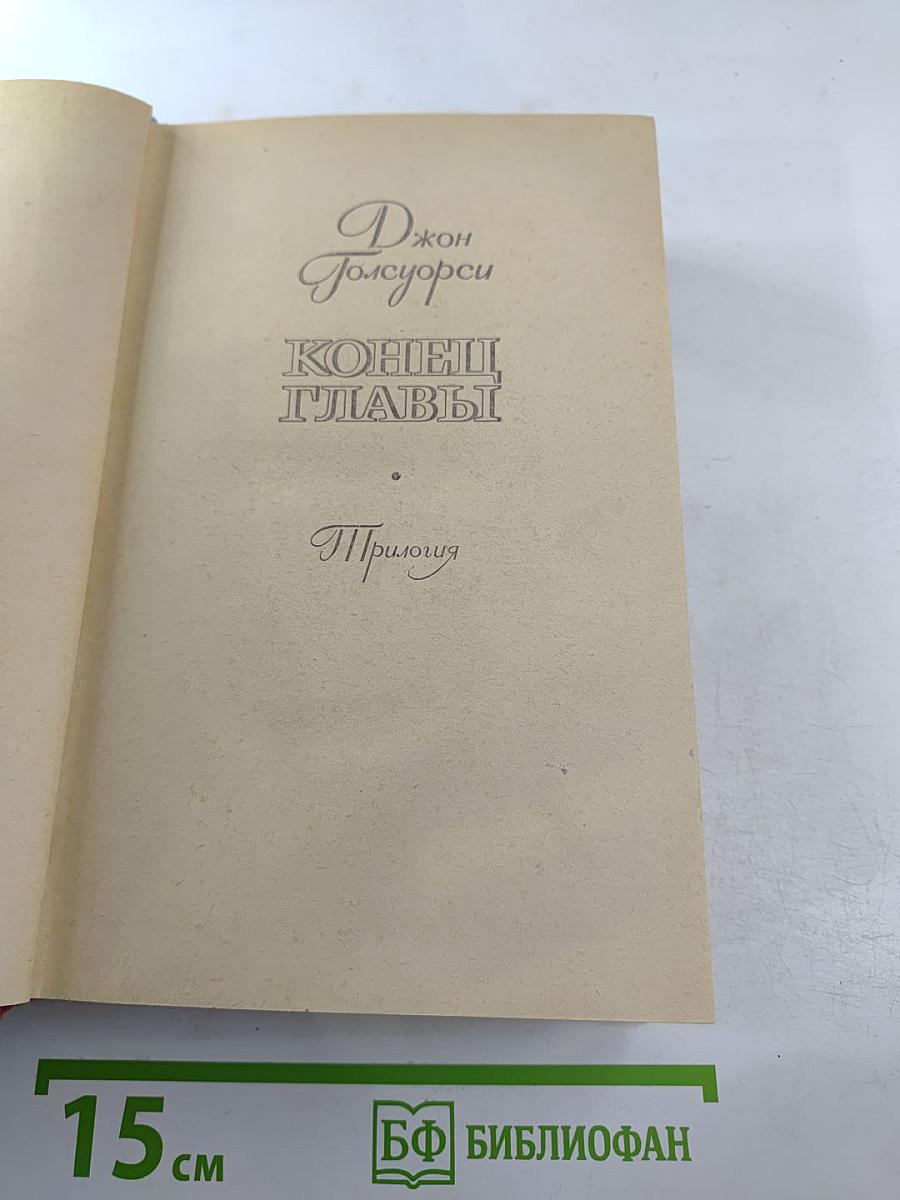 Джон
Голсуорси
КОНЕЦ
ГЛАВЫ
•
Трилогия
15 см
БФ БИБЛИОФАН